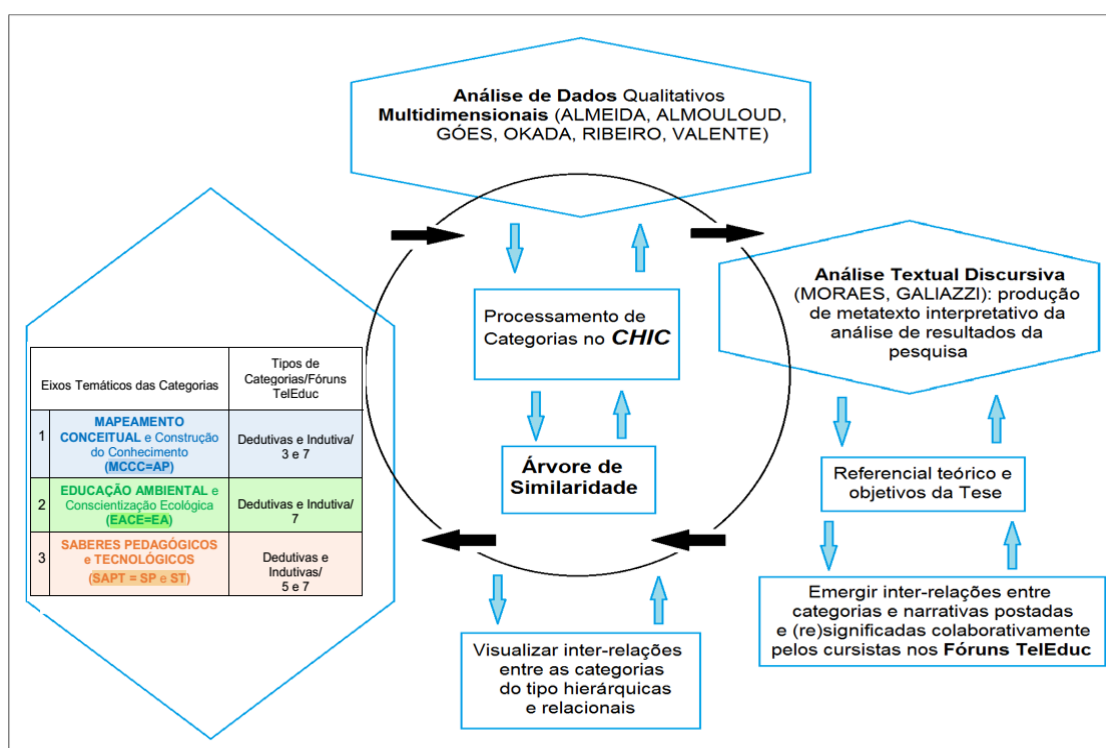 Análise de Dados Qualitativos
Multidimensionais (ALMEIDA, ALMOULOUD,
GÓES, OKADA, RIBEIRO, VALENTE)
Processamento de
Categorias no CHIC
Árvore de
Similaridade
Visualizar inter-relações
entre as categorias
do tipo hierárquicas
e relacionais
Análise Textual Discursiva
(MORAES, GALIAZZI): produção
de metatexto interpretativo da
análise de resultados da
pesquisa
Referencial teórico e
objetivos da Tese
Emergir inter-relações entre
categorias e narrativas postadas
e (re)significadas colaborativamente
pelos cursistas nos Fóruns TelEduc
Eixos Temáticos das Categorias
Tipos de
Categorias/Fóruns
TelEduc
1
MAPEAMENTO
CONCEITUAL e Construção
do Conhecimento
(MCCC=AP)
Dedutivas e Indutiva/
3 e 7
2
EDUCAÇÃO AMBIENTAL e
Conscientização Ecológica
(EACE=EA)
Dedutivas e Indutiva/
7
3
SABERES PEDAGÓGICOS
e TECNOLÓGICOS
(SAPT = SP e ST)
Dedutivas e
Indutivas/
5 e 7